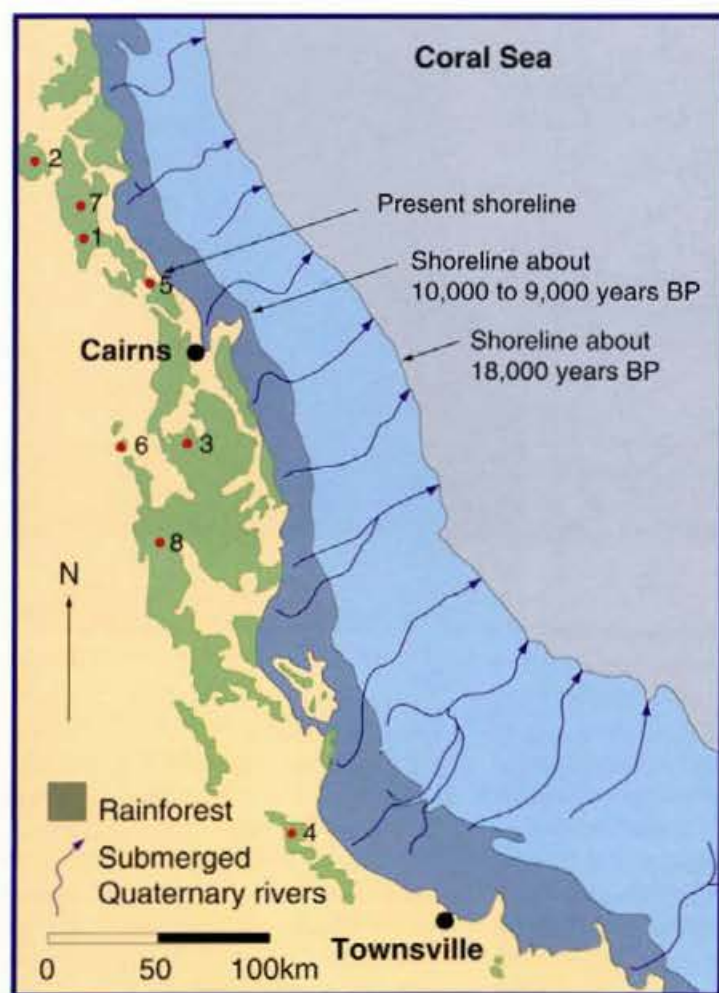 Coral Sea
2
7
1
Present shoreline
5
Shoreline about
10,000 to 9,000 years BP
Cairns
Shoreline about
18,000 years BP
6
3
8
N
Rainforest
4
Submerged
Quaternary rivers
Townsville
0 50 100km